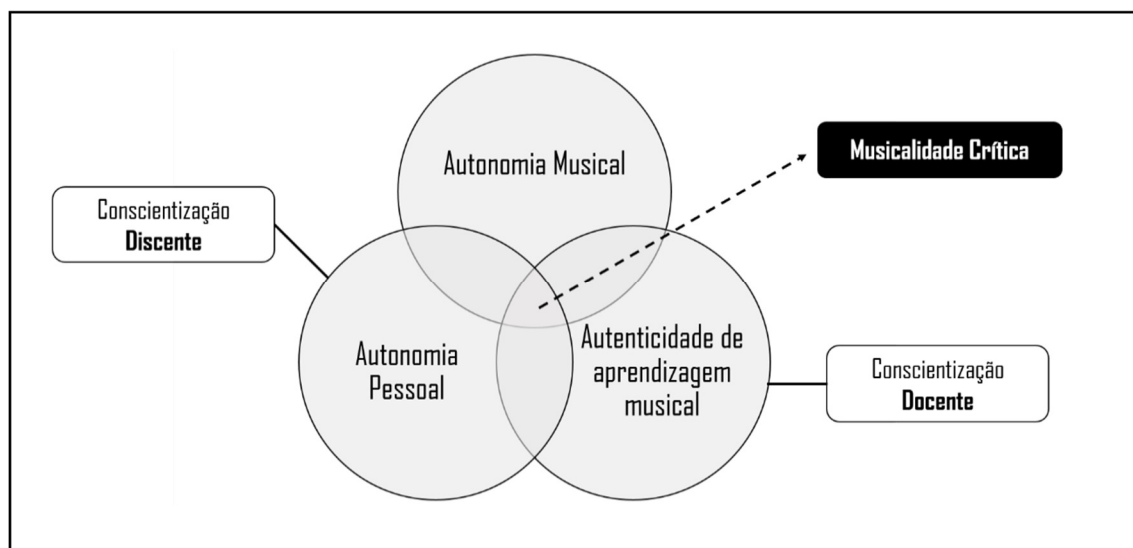 Autonomia Musical
Musicalidade Crítica
Conscientização
Discente
Autonomia
Pessoal
Autenticidade de
aprendizagem
musical
Conscientização
Docente